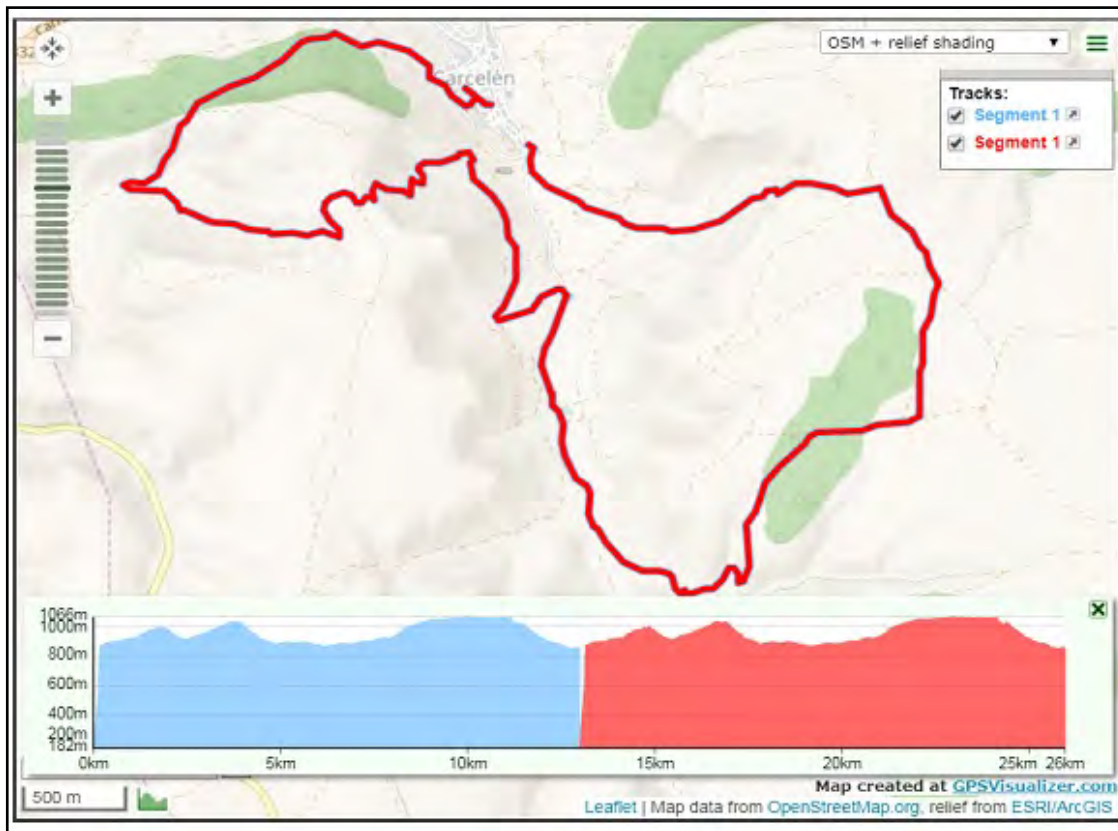 OSM + relief shading
Tracks:
Segment 1
Segment 1
Carcelén
+
−
1066m
1000m
800m
600m
400m
200m
182m
0km 5km 10km 15km 20km 25km 26km
500 m
Map created at GPSVisualizer.com
Leaflet | Map data from OpenStreetMap.org, relief from ESRI/ArcGIS